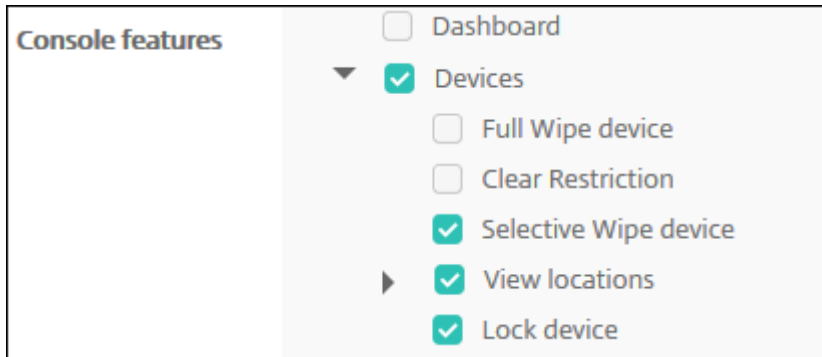 Console features
Dashboard
Devices
Full Wipe device
Clear Restriction
Selective Wipe device
View locations
Lock device